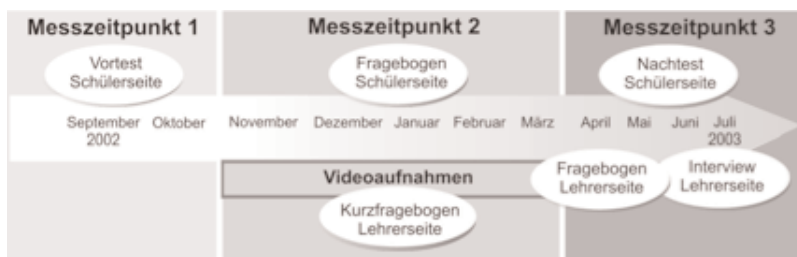 Messzeitpunkt 1
Messzeitpunkt 2
Messzeitpunkt 3
Vortest
Schülerseite
Fragebogen
Schülerseite
Nachtest
Schülerseite
September Oktober November Dezember Januar Februar März April Mai Juni Juli
2002
2003
Videoaufnahmen
Kurzfragebogen
Lehrerseite
Fragebogen
Lehrerseite
Interview
Lehrerseite